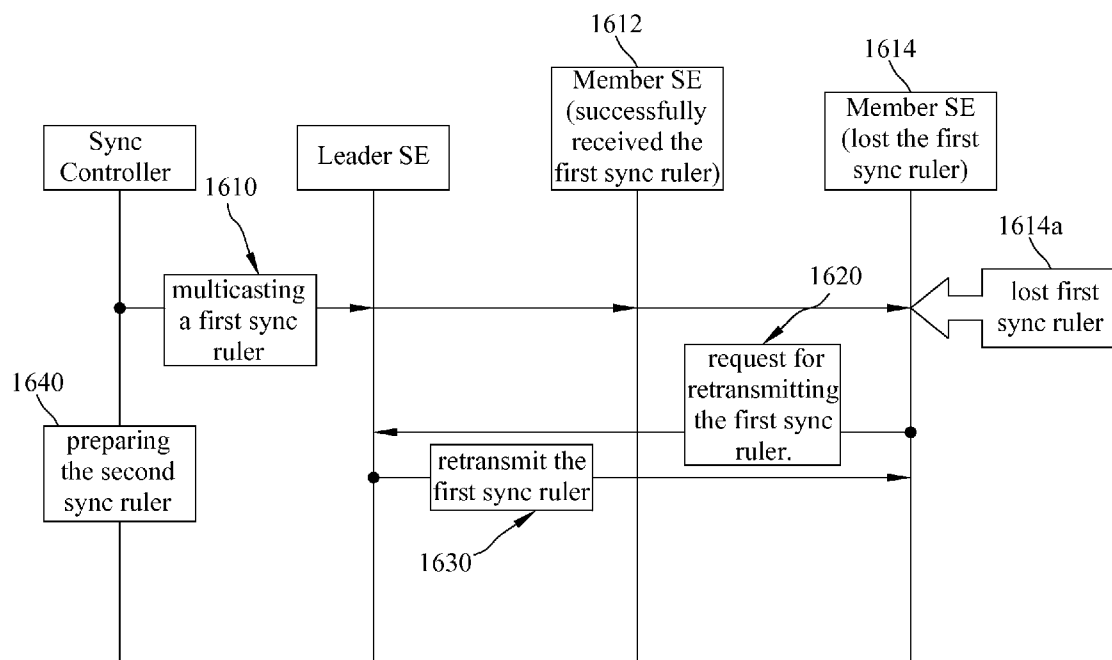 1612
1614
Member SE
(successfully
received the
first sync ruler)
Member SE
(lost the first
sync ruler)
Sync
Controller
Leader SE
1610
1614a
multicasting
a first sync
ruler
1620
lost first
sync ruler
request for
retransmitting
the first sync
ruler.
1640
preparing
the second
sync ruler
retransmit the
first sync ruler
1630